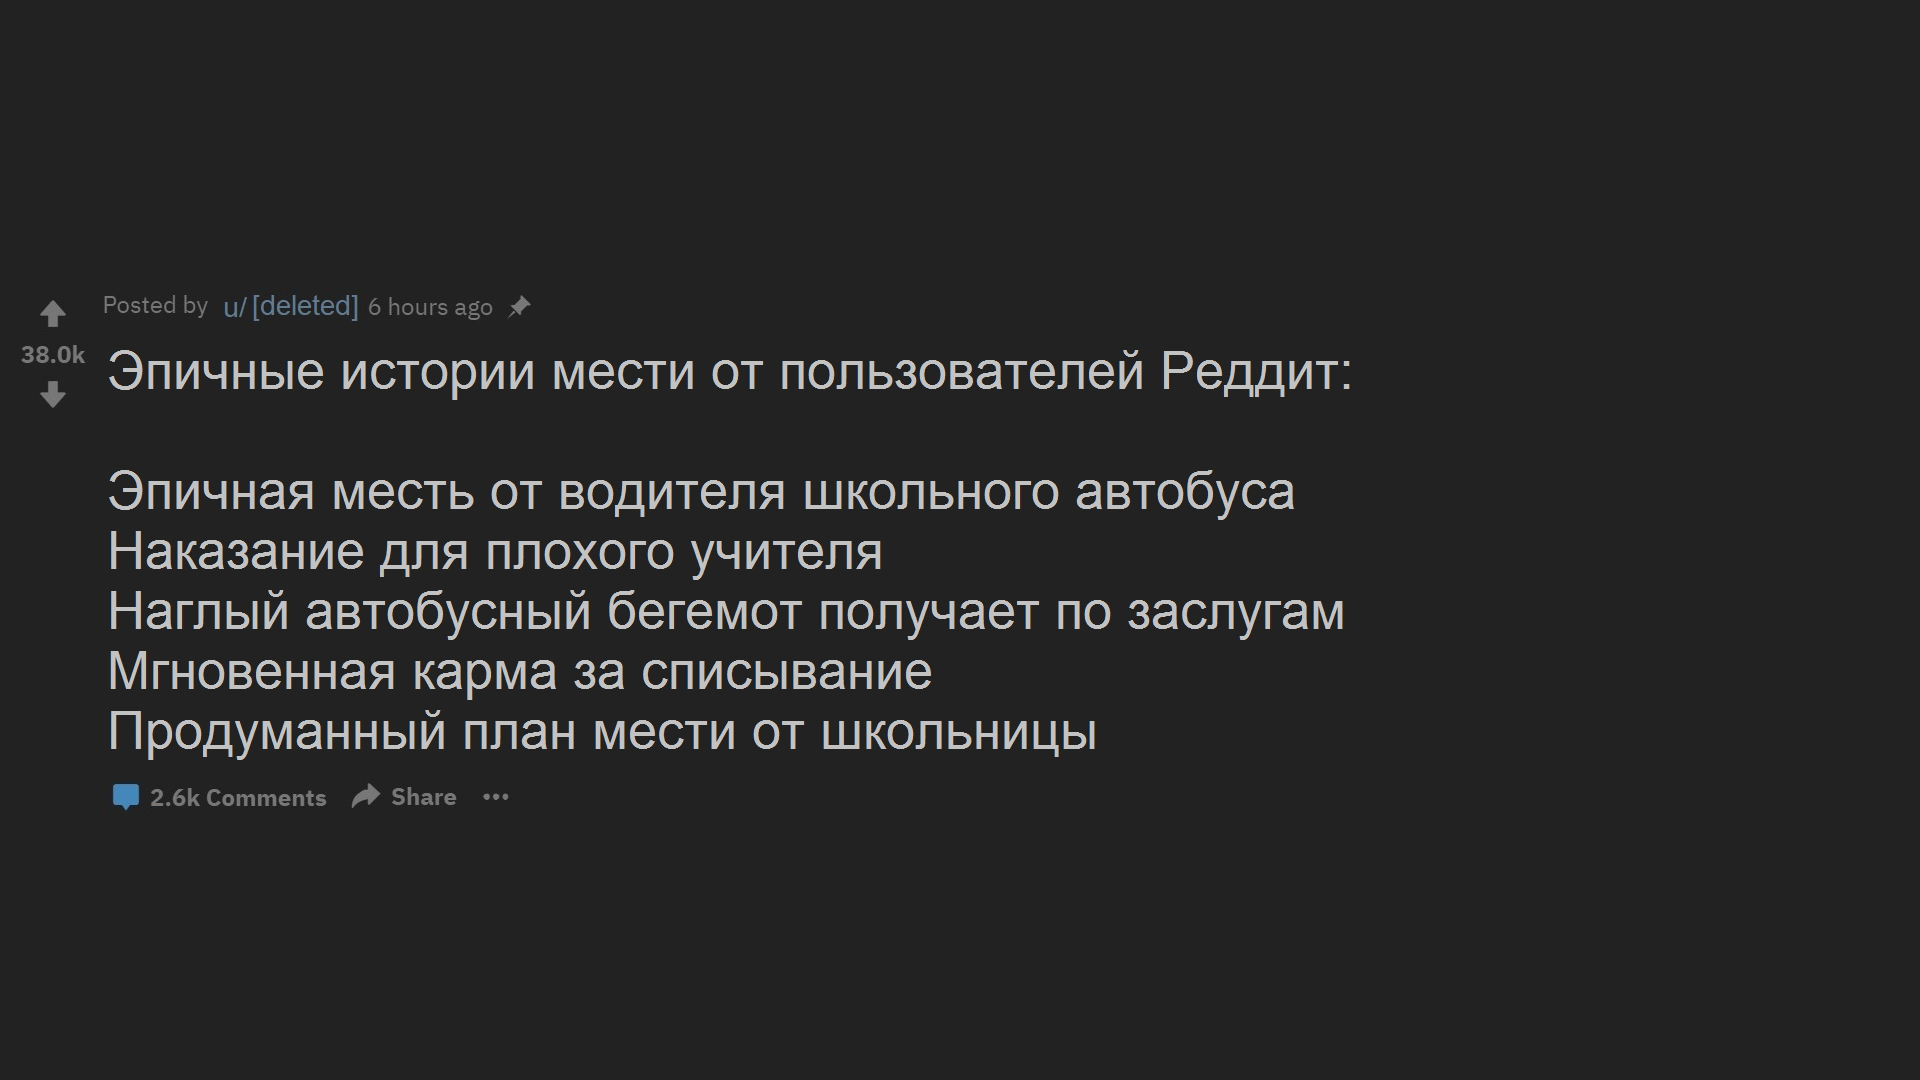 Posted by u/[deleted] 6 hours ago
38.0k
Эпичные истории мести от пользователей Реддит:
Эпичная месть от водителя школьного автобуса
Наказание для плохого учителя
Наглый автобусный бегемот получает по заслугам
Мгновенная карма за списывание
Продуманный план мести от школьницы
2.6k Comments Share